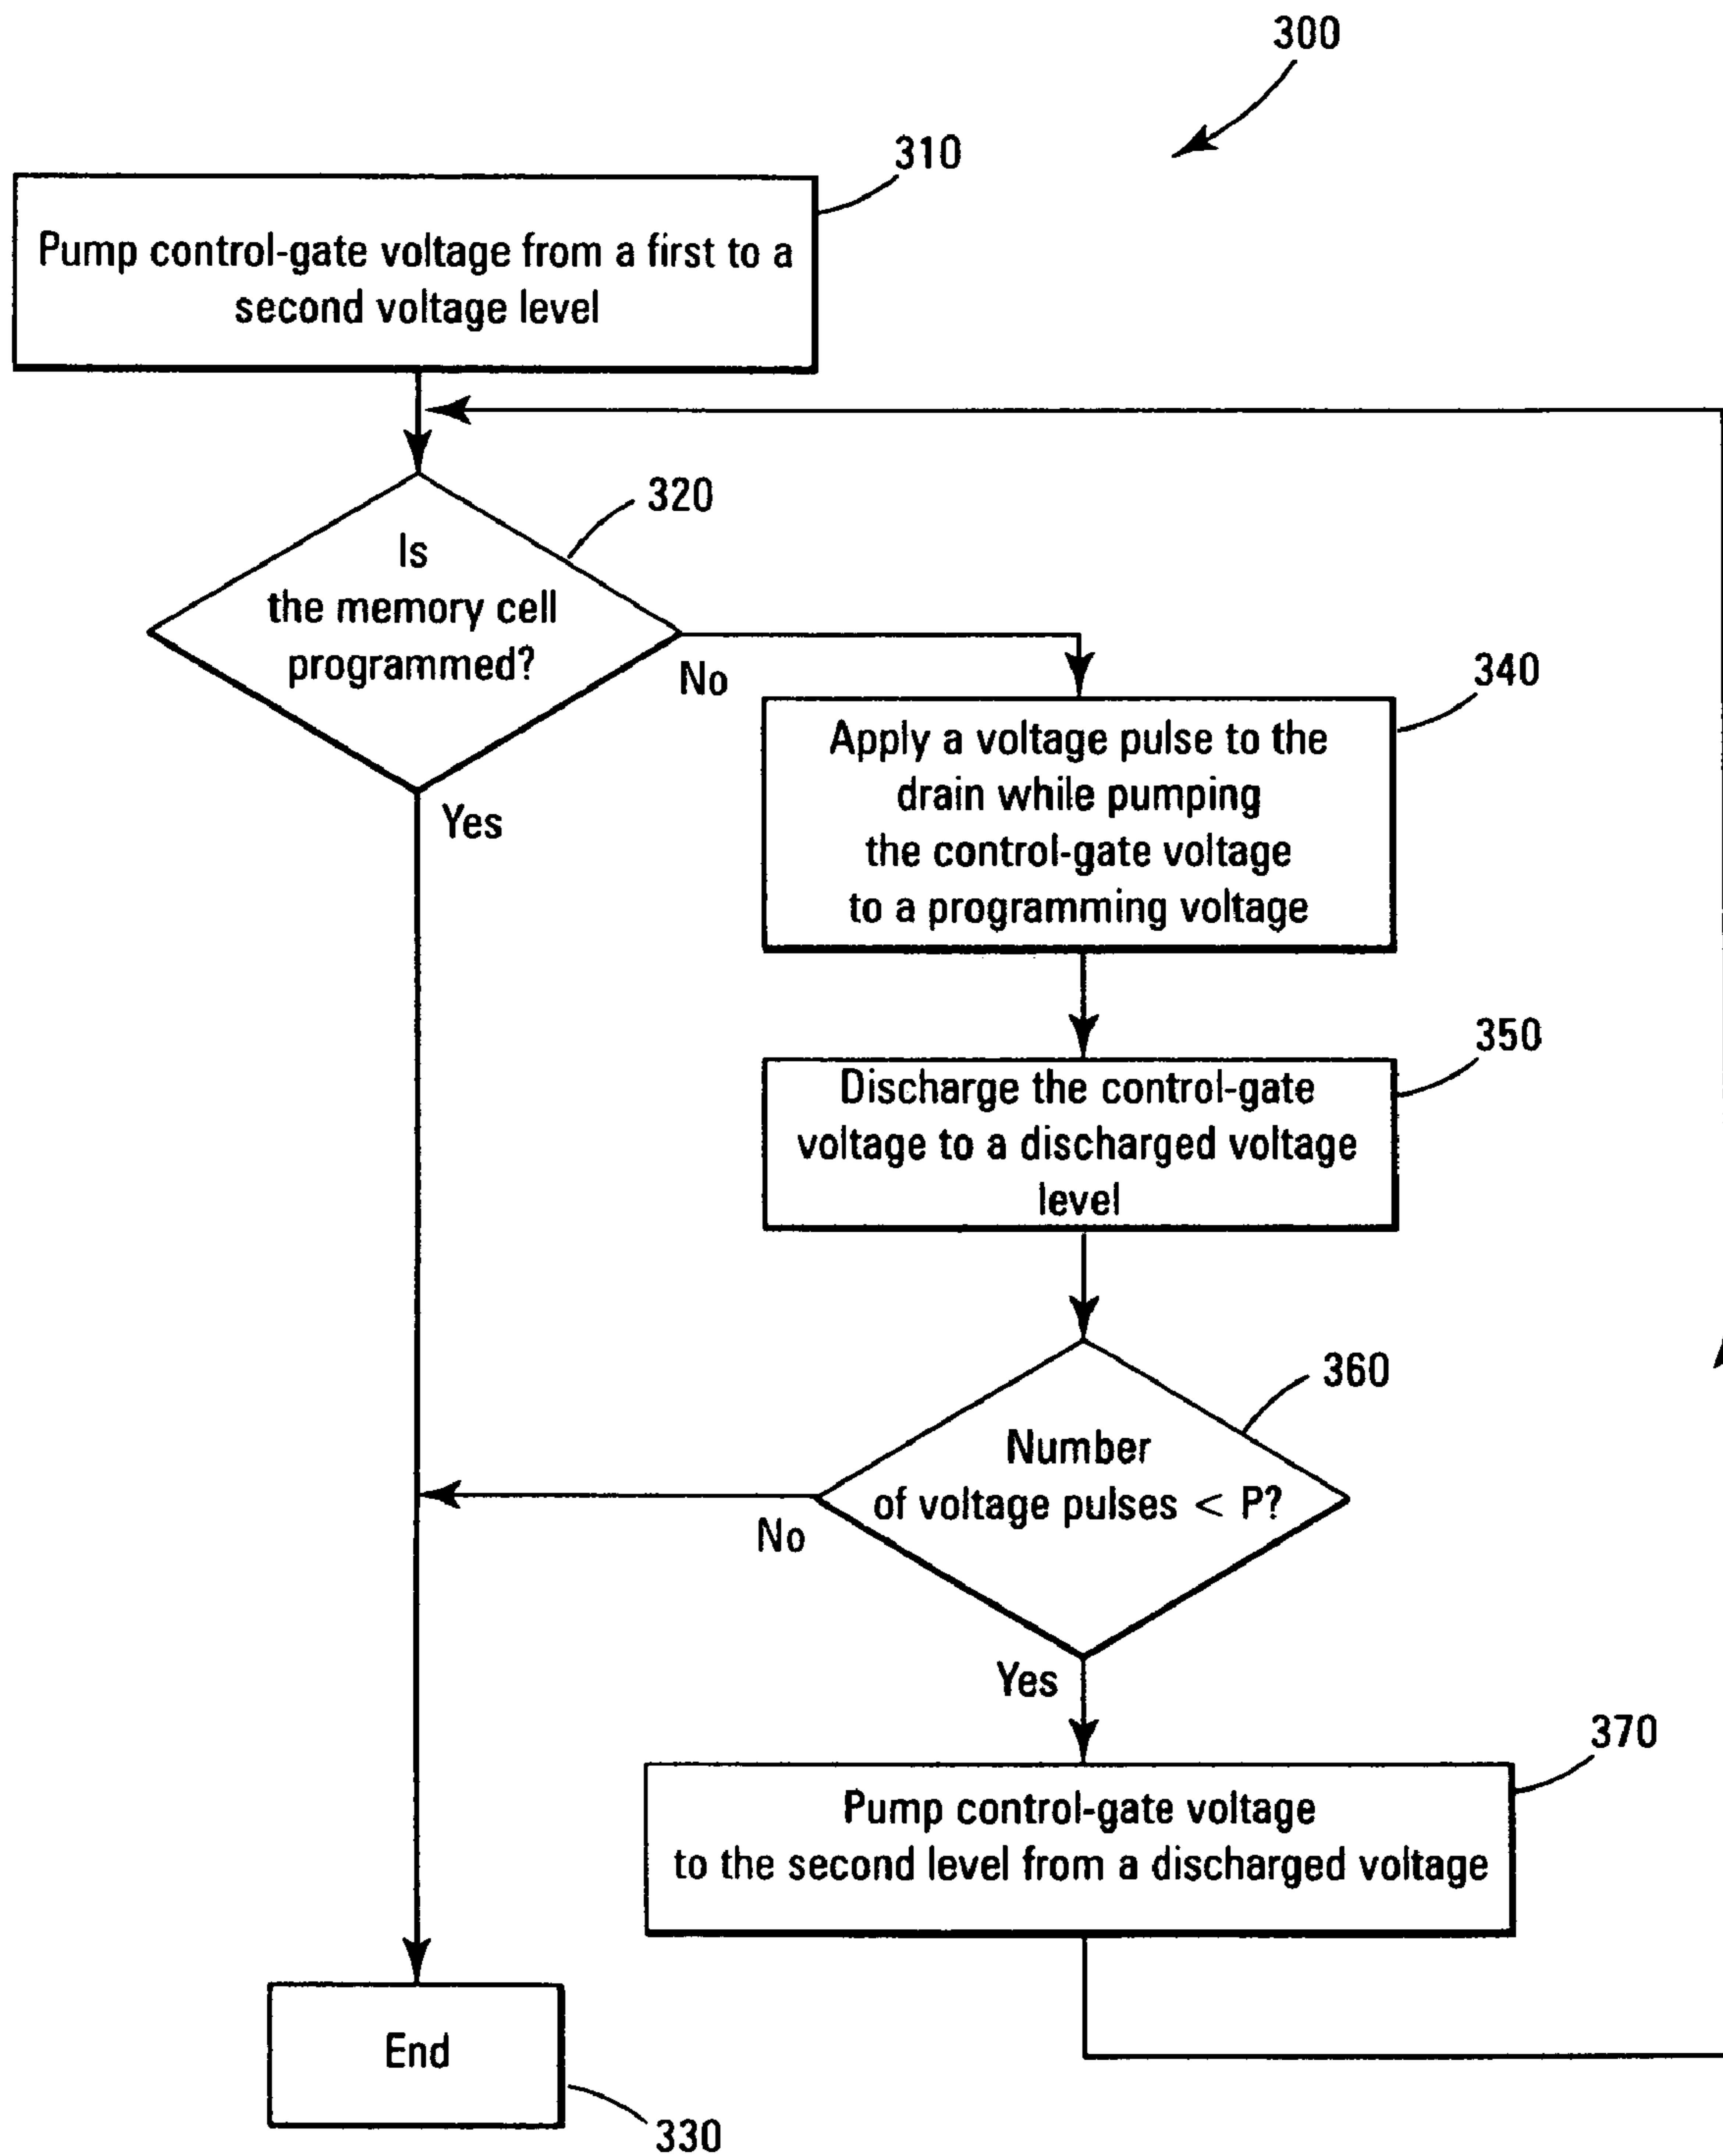 300
310
Pump control-gate voltage from a first to a
second voltage level
320
Is
the memory cell
programmed?
No
Yes
340
Apply a voltage pulse to the
drain while pumping
the control-gate voltage
to a programming voltage
350
Discharge the control-gate
voltage to a discharged voltage
level
360
Number
of voltage pulses < P?
No
Yes
370
Pump control-gate voltage
to the second level from a discharged voltage
End
330